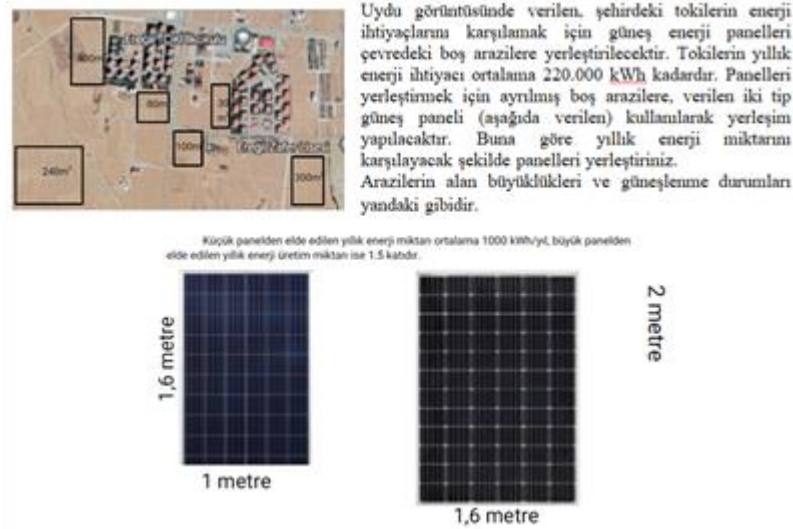 Uydu görüntüsünde verilen, şehirdeki tokilerin enerji
ihtiyaçlarını karşılamak için güneş enerji panelleri
çevredeki boş arazilere yerleştirilecektir. Tokilerin yıllık
enerji ihtiyacı ortalama 220.000 kWh kadardır. Panelleri
yerleştirmek için ayrılmış boş arazilere, verilen iki tip
güneş paneli (aşağıda verilen) kullanılarak yerleşim
yapılacaktır. Buna göre yıllık enerji miktarını
karşılayacak şekilde panelleri yerleştiriniz.
Arazilerin alan büyüklükleri ve güneşlenme durumları
yandaki gibidir.
80m²
100m²
240m²
300m²
Küçük panelden elde edilen yıllık enerji miktarı ortalama 1000 kWh/yıl, büyük panelden
elde edilen yıllık enerji üretim miktarı ise 1.5 katıdır.
1,6 metre
1 metre
2 metre
1,6 metre